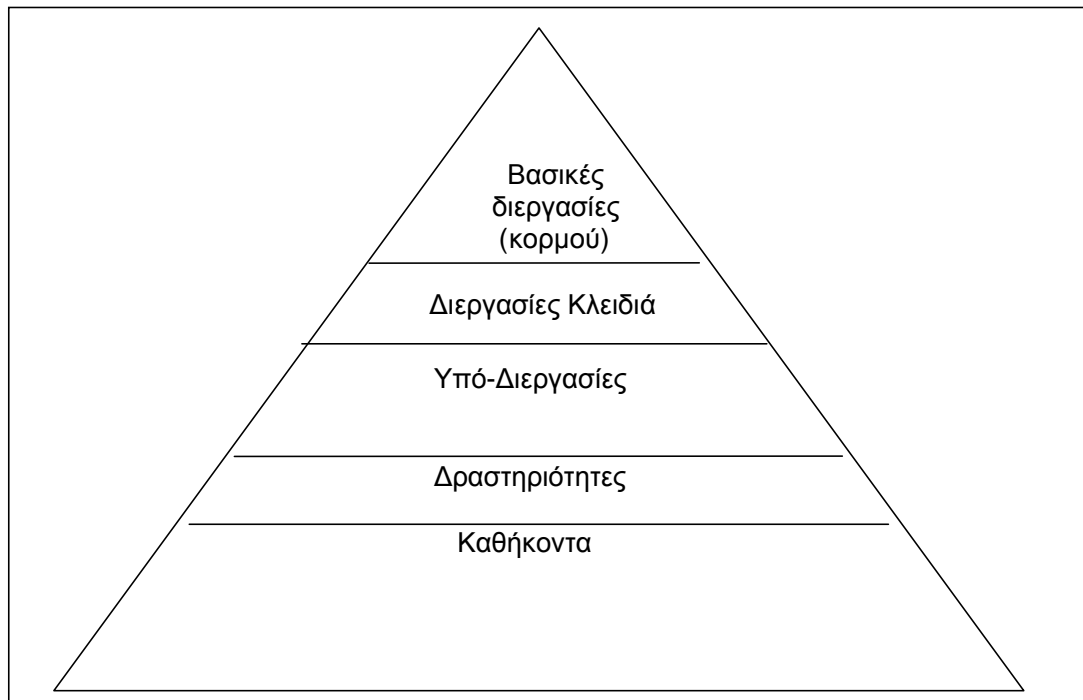 Βασικές
διεργασίες
(κορμού)
Διεργασίες Κλειδιά
Υπό-Διεργασίες
Δραστηριότητες
Καθήκοντα